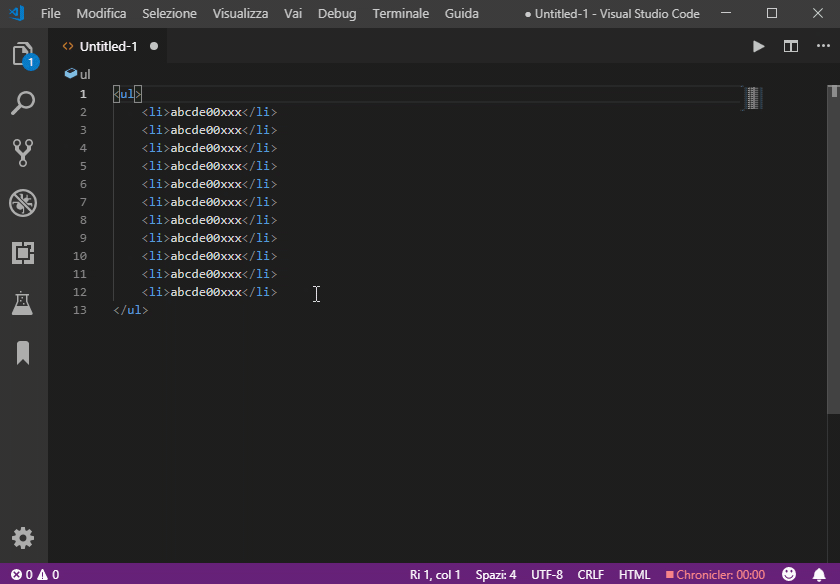 File Modifica Selezione Visualizza Vai Debug Terminale Guida ● Untitled-1 - Visual Studio Code
1
<> Untitled-1 ●
ul
1 <ul>
2 <li>abcde00xxx</li>
3 <li>abcde00xxx</li>
4 <li>abcde00xxx</li>
5 <li>abcde00xxx</li>
6 <li>abcde00xxx</li>
7 <li>abcde00xxx</li>
8 <li>abcde00xxx</li>
9 <li>abcde00xxx</li>
10 <li>abcde00xxx</li>
11 <li>abcde00xxx</li>
12 <li>abcde00xxx</li>
13 </ul>
0 0 Ri 1, col 1 Spazi: 4 UTF-8 CRLF HTML Chronicler: 00:00